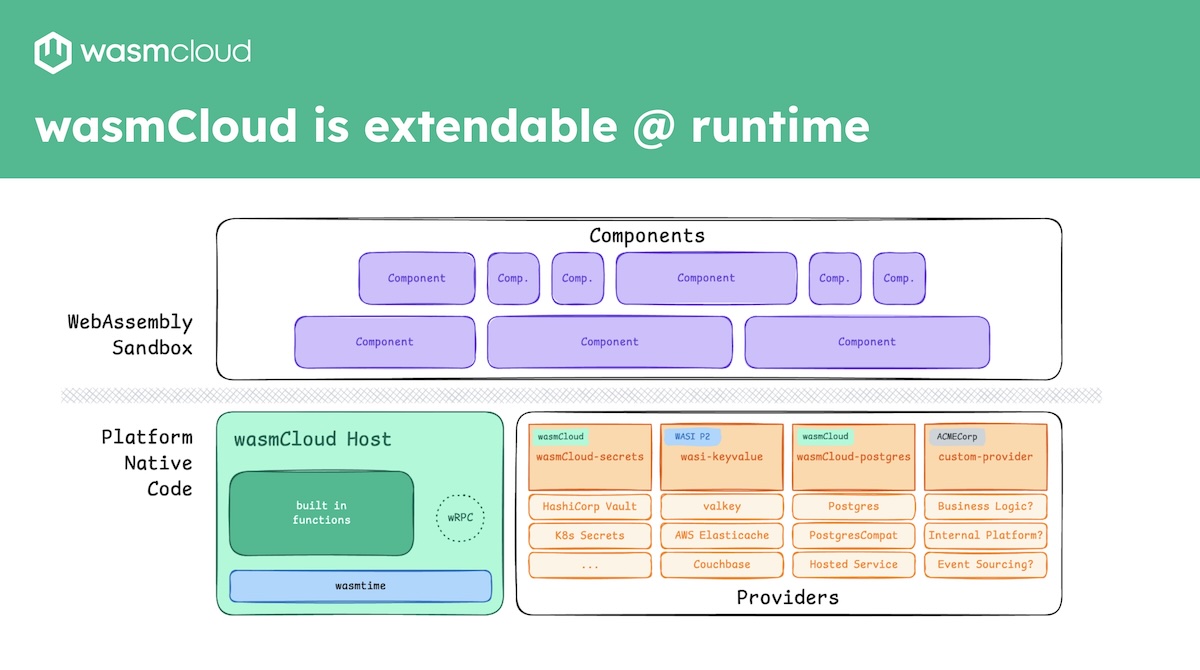 wasmcloud
wasmCloud is extendable @ runtime
Components
Component
Comp.
Comp.
Component
Comp.
Comp.
WebAssembly
Sandbox
Component
Component
Component
Platform
Native
Code
wasmCloud Host
built in
functions
wRPC
wasmtime
wasmCloud
wasmCloud-secrets
HashiCorp Vault
K8s Secrets
...
WASI P2
wasi-keyvalue
valkey
AWS Elasticache
Couchbase
wasmCloud
wasmCloud-postgres
Postgres
PostgresCompat
Hosted Service
ACMECorp
custom-provider
Business Logic?
Internal Platform?
Event Sourcing?
Providers